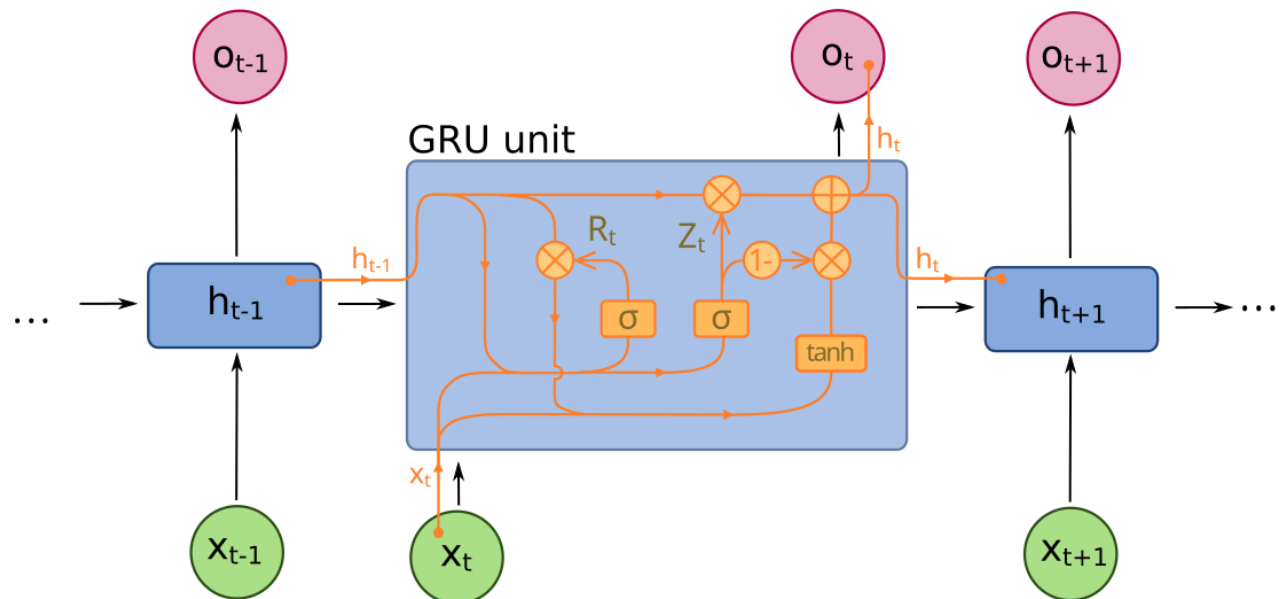 o_{t-1}
o_t
o_{t+1}
GRU unit
h_t
R_t
Z_t
h_{t-1}
1-
h_t
...
h_{t-1}
σ
σ
h_{t+1}
...
tanh
x_t
x_{t-1}
x_t
x_{t+1}